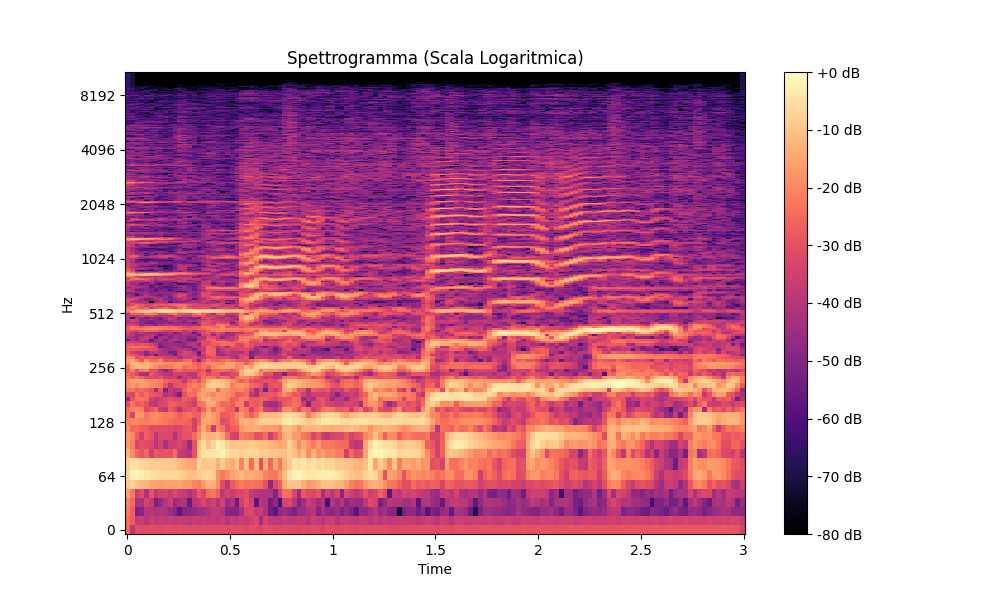 Spettrogramma (Scala Logaritmica)
8192
4096
2048
1024
512
256
128
64
0
Hz
0
0.5
1
1.5
2
2.5
3
Time
+0 dB
-10 dB
-20 dB
-30 dB
-40 dB
-50 dB
-60 dB
-70 dB
-80 dB